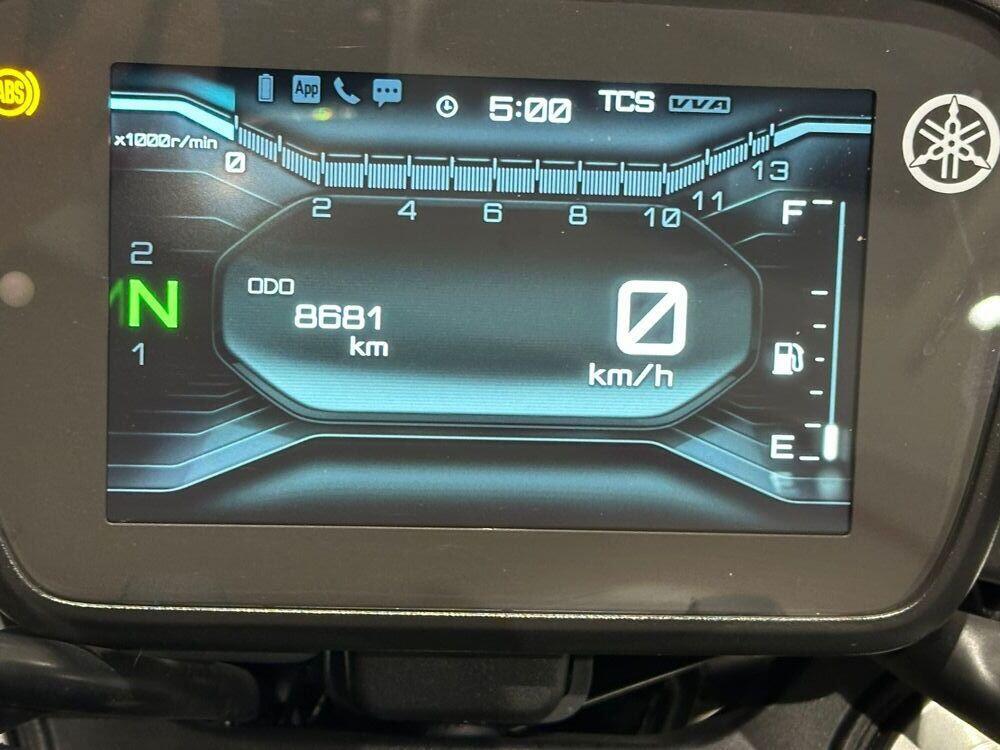 ABS
App
5:00
TCS
VVA
x1000r/min
0
2
4
6
8
10
11
13
F
2
N
1
ODO
8681
km
0
km/h
E